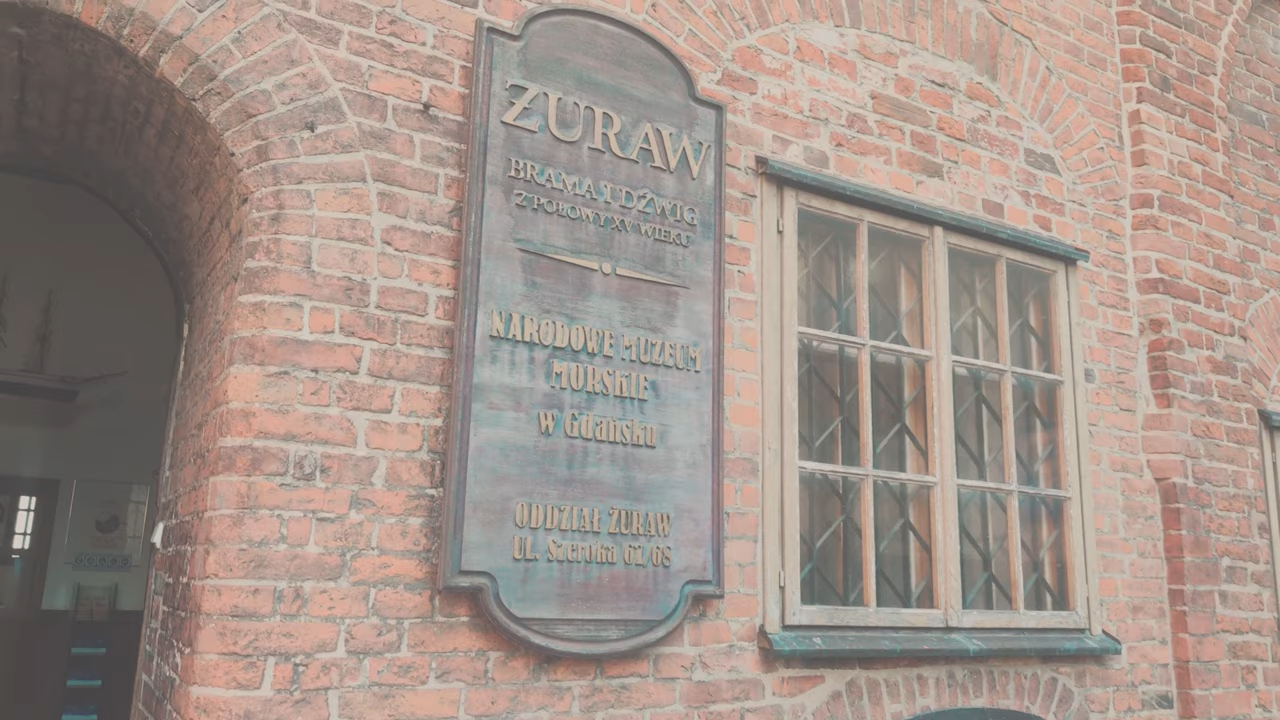 ŻURAW
BRAMA I DŹWIG
Z POŁOWY XV WIEKU
NARODOWE MUZEUM
MORSKIE
w Gdańsku
ODDZIAŁ ŻURAW
UL. Szeroka 67/68